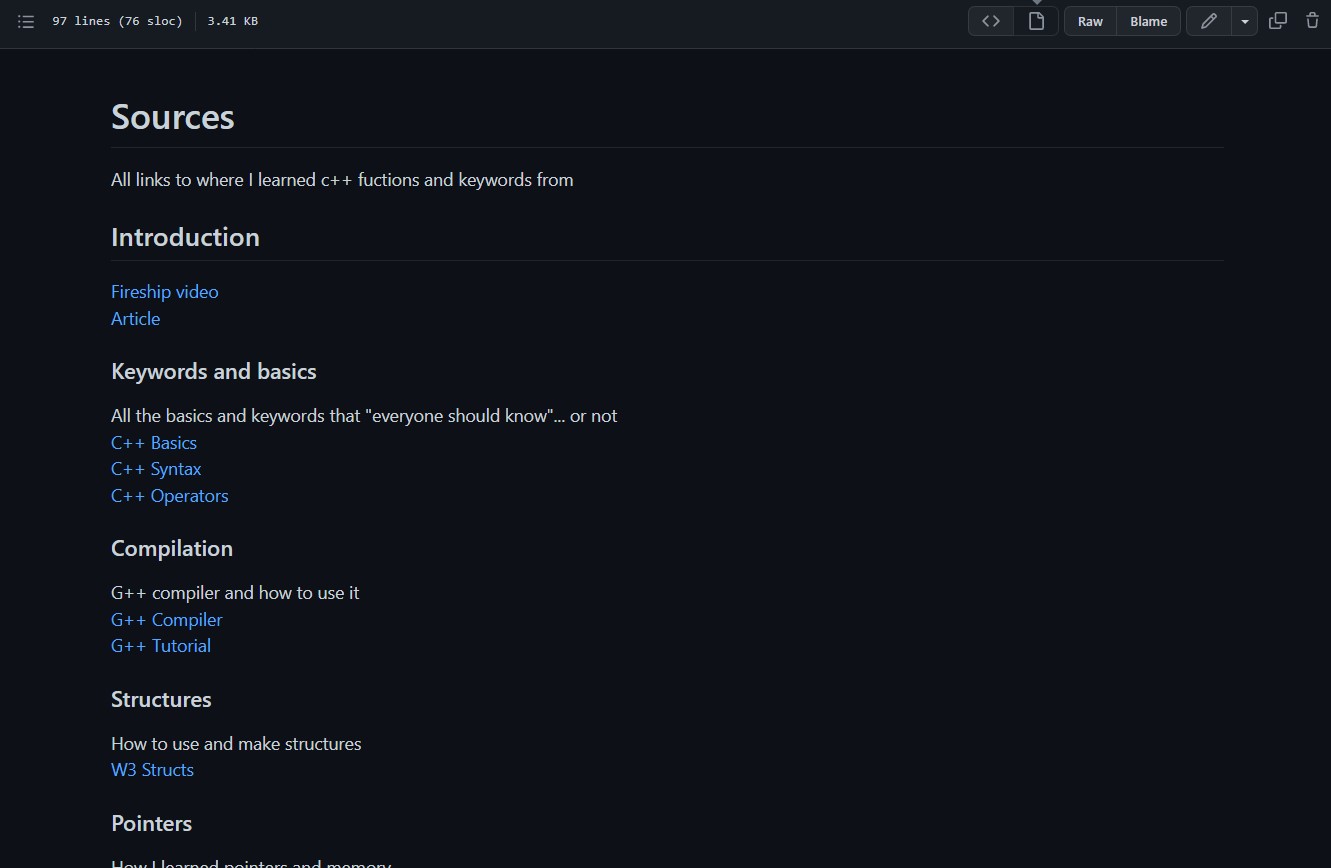 97 lines (76 sloc) 3.41 KB Raw Blame
Sources
All links to where I learned c++ fuctions and keywords from
Introduction
Fireship video
Article
Keywords and basics
All the basics and keywords that "everyone should know"... or not
C++ Basics
C++ Syntax
C++ Operators
Compilation
G++ compiler and how to use it
G++ Compiler
G++ Tutorial
Structures
How to use and make structures
W3 Structs
Pointers
How I learned pointers and memory